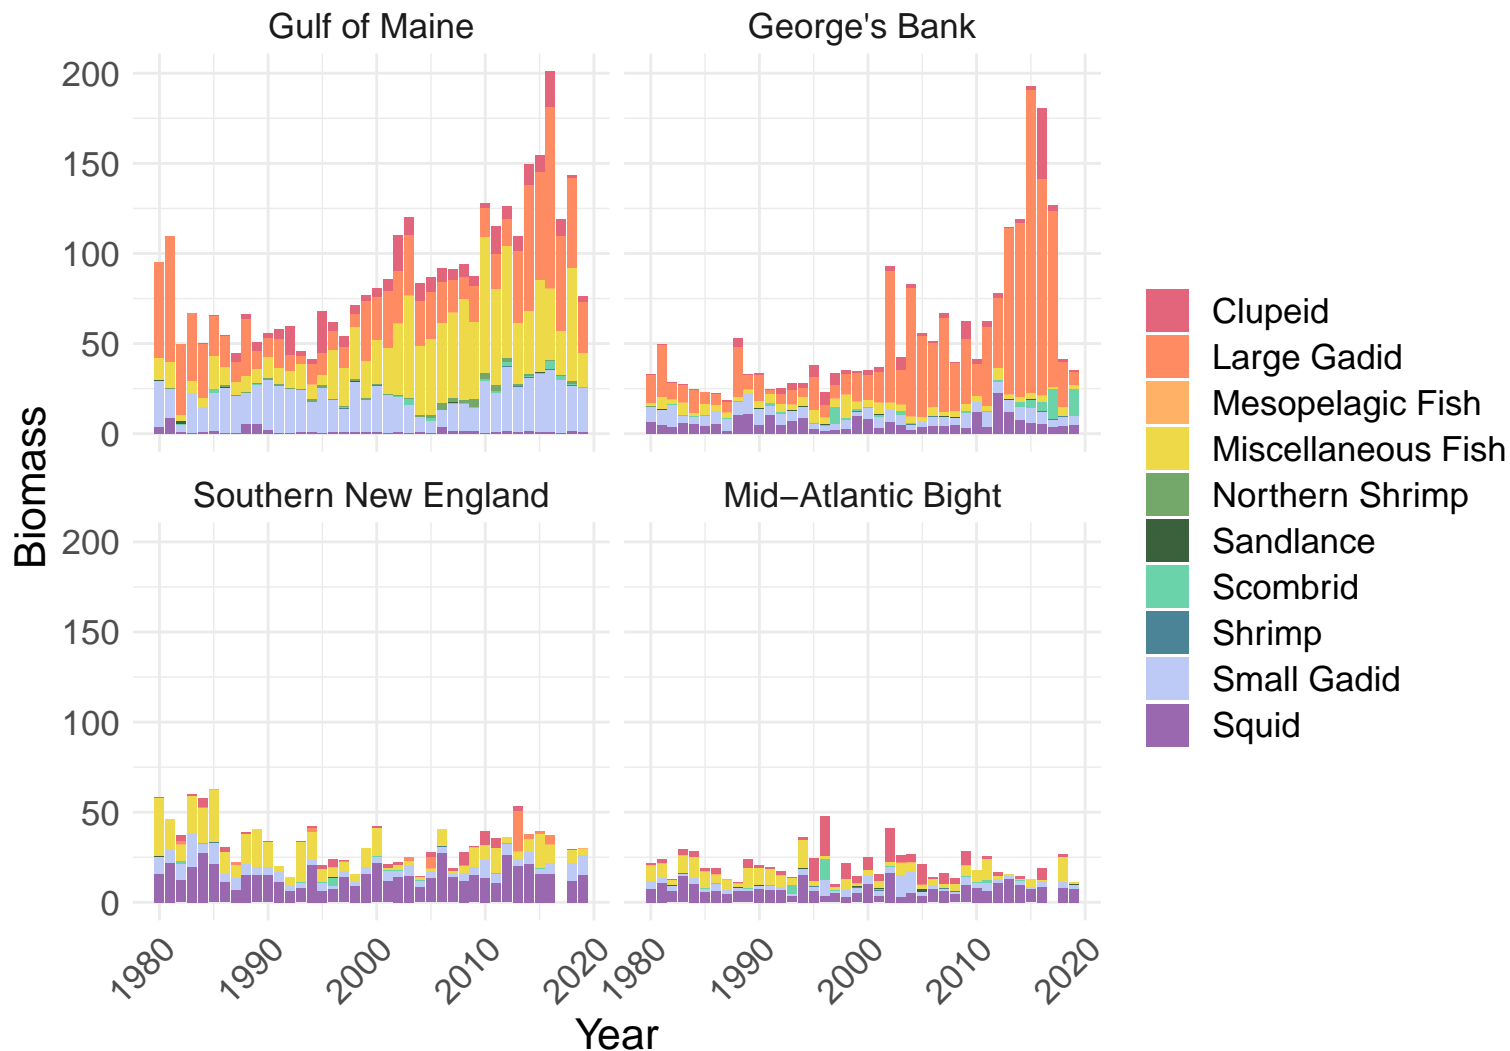 Gulf of Maine
George's Bank
200
150
100
50
0
Southern New England
Mid−Atlantic Bight
200
150
100
50
0
1980
1990
2000
2010
2020
1980
1990
2000
2010
2020
Year
Biomass
Clupeid
Large Gadid
Mesopelagic Fish
Miscellaneous Fish
Northern Shrimp
Sandlance
Scombrid
Shrimp
Small Gadid
Squid